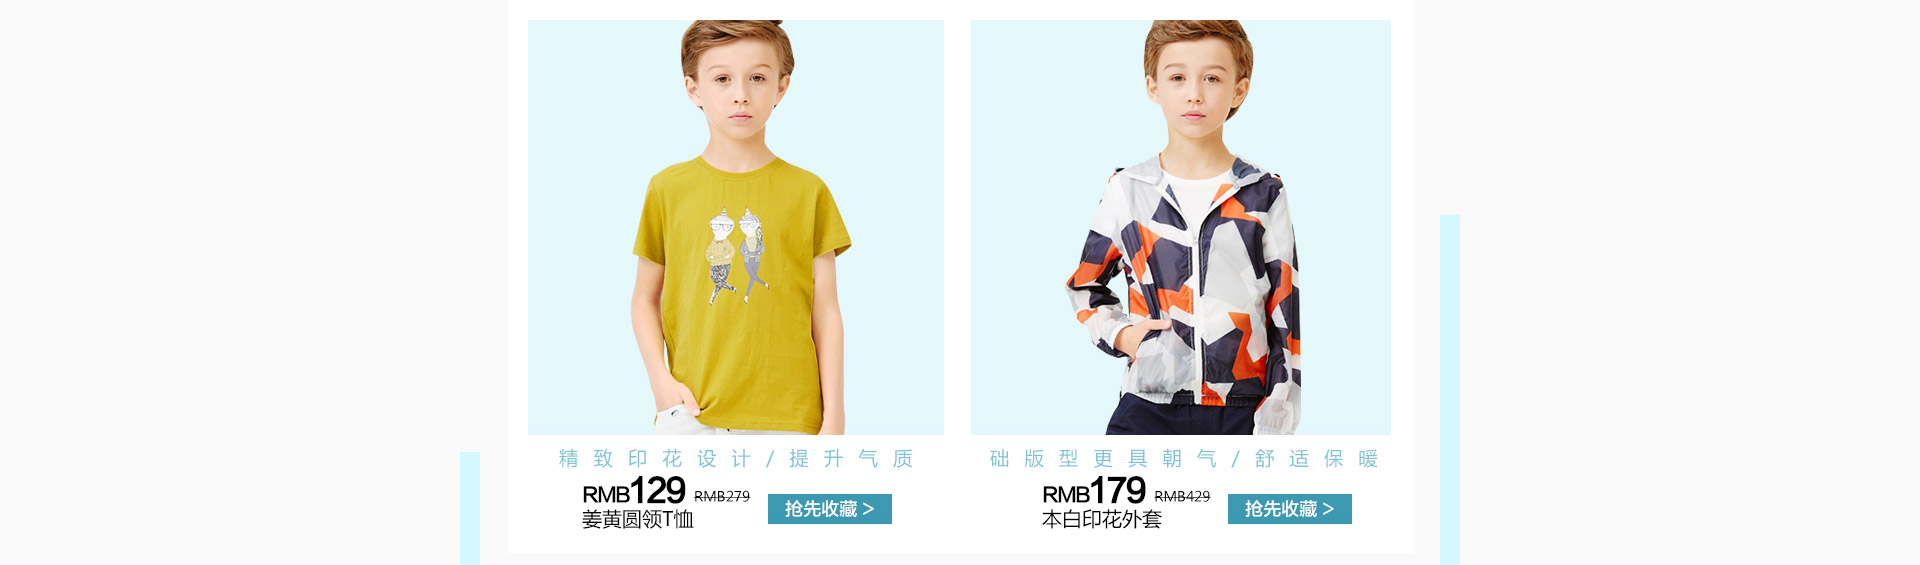 精致印花设计/提升气质
RMB129 RMB279
姜黄圆领T恤
抢先收藏 >
础版型更具朝气/舒适保暖
RMB179 RMB429
本白印花外套
抢先收藏 >